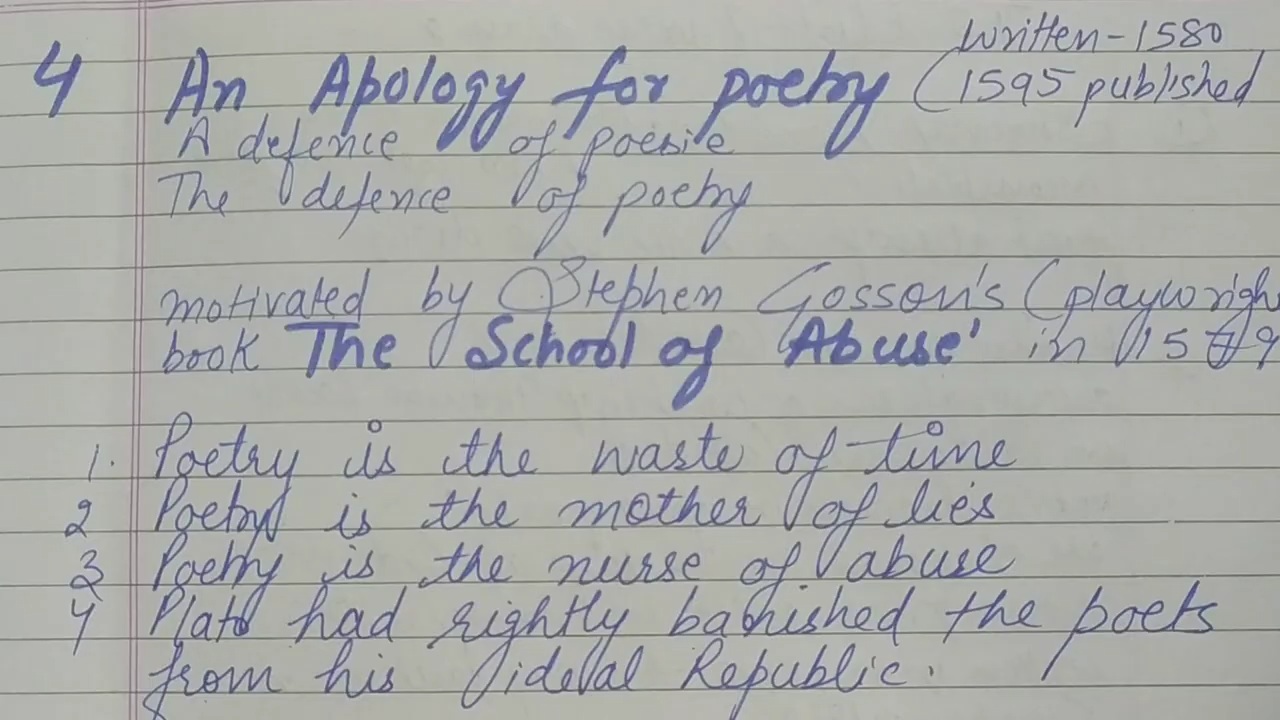 written-1580
4 An Apology for poetry (1595 published
A defence of poesie
The defence of poetry
motivated by Stephen Gosson's (playwrigh
book The School of Abuse' in 1579
1. Poetry is the waste of time
2 Poetry is the mother of lies
3 Poetry is the nurse of abuse
4 Plato had rightly banished the poets
from his ideal Republic.